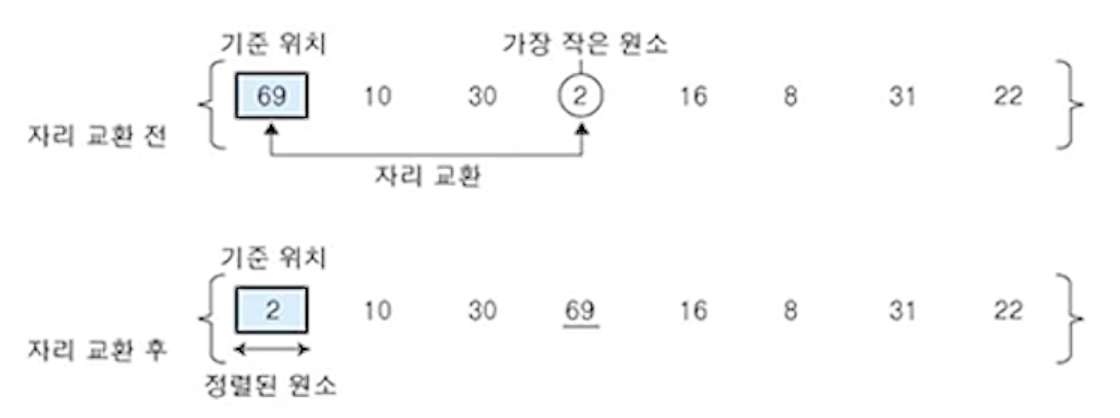 기준 위치 가장 작은 원소
69 10 30 2 16 8 31 22
자리 교환 전
자리 교환
기준 위치
2 10 30 69 16 8 31 22
자리 교환 후
정렬된 원소